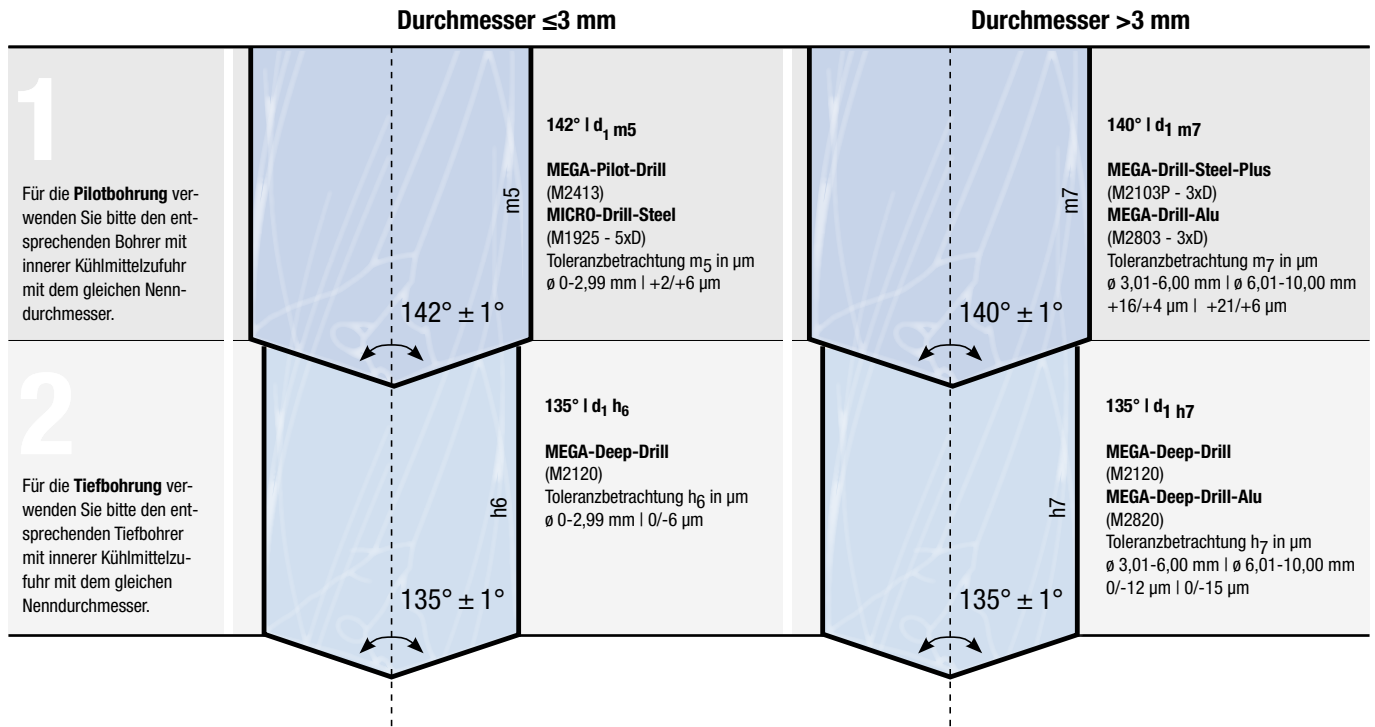 Durchmesser ≤3 mm
Durchmesser >3 mm
1
Für die Pilotbohrung ver-
wenden Sie bitte den ent-
sprechenden Bohrer mit
innerer Kühlmittelzufuhr
mit dem gleichen Nenn-
durchmesser.
m5
142° ± 1°
142° | d1 m5
MEGA-Pilot-Drill
(M2413)
MICRO-Drill-Steel
(M1925 - 5xD)
Toleranzbetrachtung m5 in µm
ø 0-2,99 mm | +2/+6 µm
m7
140° ± 1°
140° | d1 m7
MEGA-Drill-Steel-Plus
(M2103P - 3xD)
MEGA-Drill-Alu
(M2803 - 3xD)
Toleranzbetrachtung m7 in µm
ø 3,01-6,00 mm | ø 6,01-10,00 mm
+16/+4 µm | +21/+6 µm
2
Für die Tiefbohrung ver-
wenden Sie bitte den ent-
sprechenden Tiefbohrer
mit innerer Kühlmittelzu-
fuhr mit dem gleichen
Nenndurchmesser.
h6
135° ± 1°
135° | d1 h6
MEGA-Deep-Drill
(M2120)
Toleranzbetrachtung h6 in µm
ø 0-2,99 mm | 0/-6 µm
h7
135° ± 1°
135° | d1 h7
MEGA-Deep-Drill
(M2120)
MEGA-Deep-Drill-Alu
(M2820)
Toleranzbetrachtung h7 in µm
ø 3,01-6,00 mm | ø 6,01-10,00 mm
0/-12 µm | 0/-15 µm